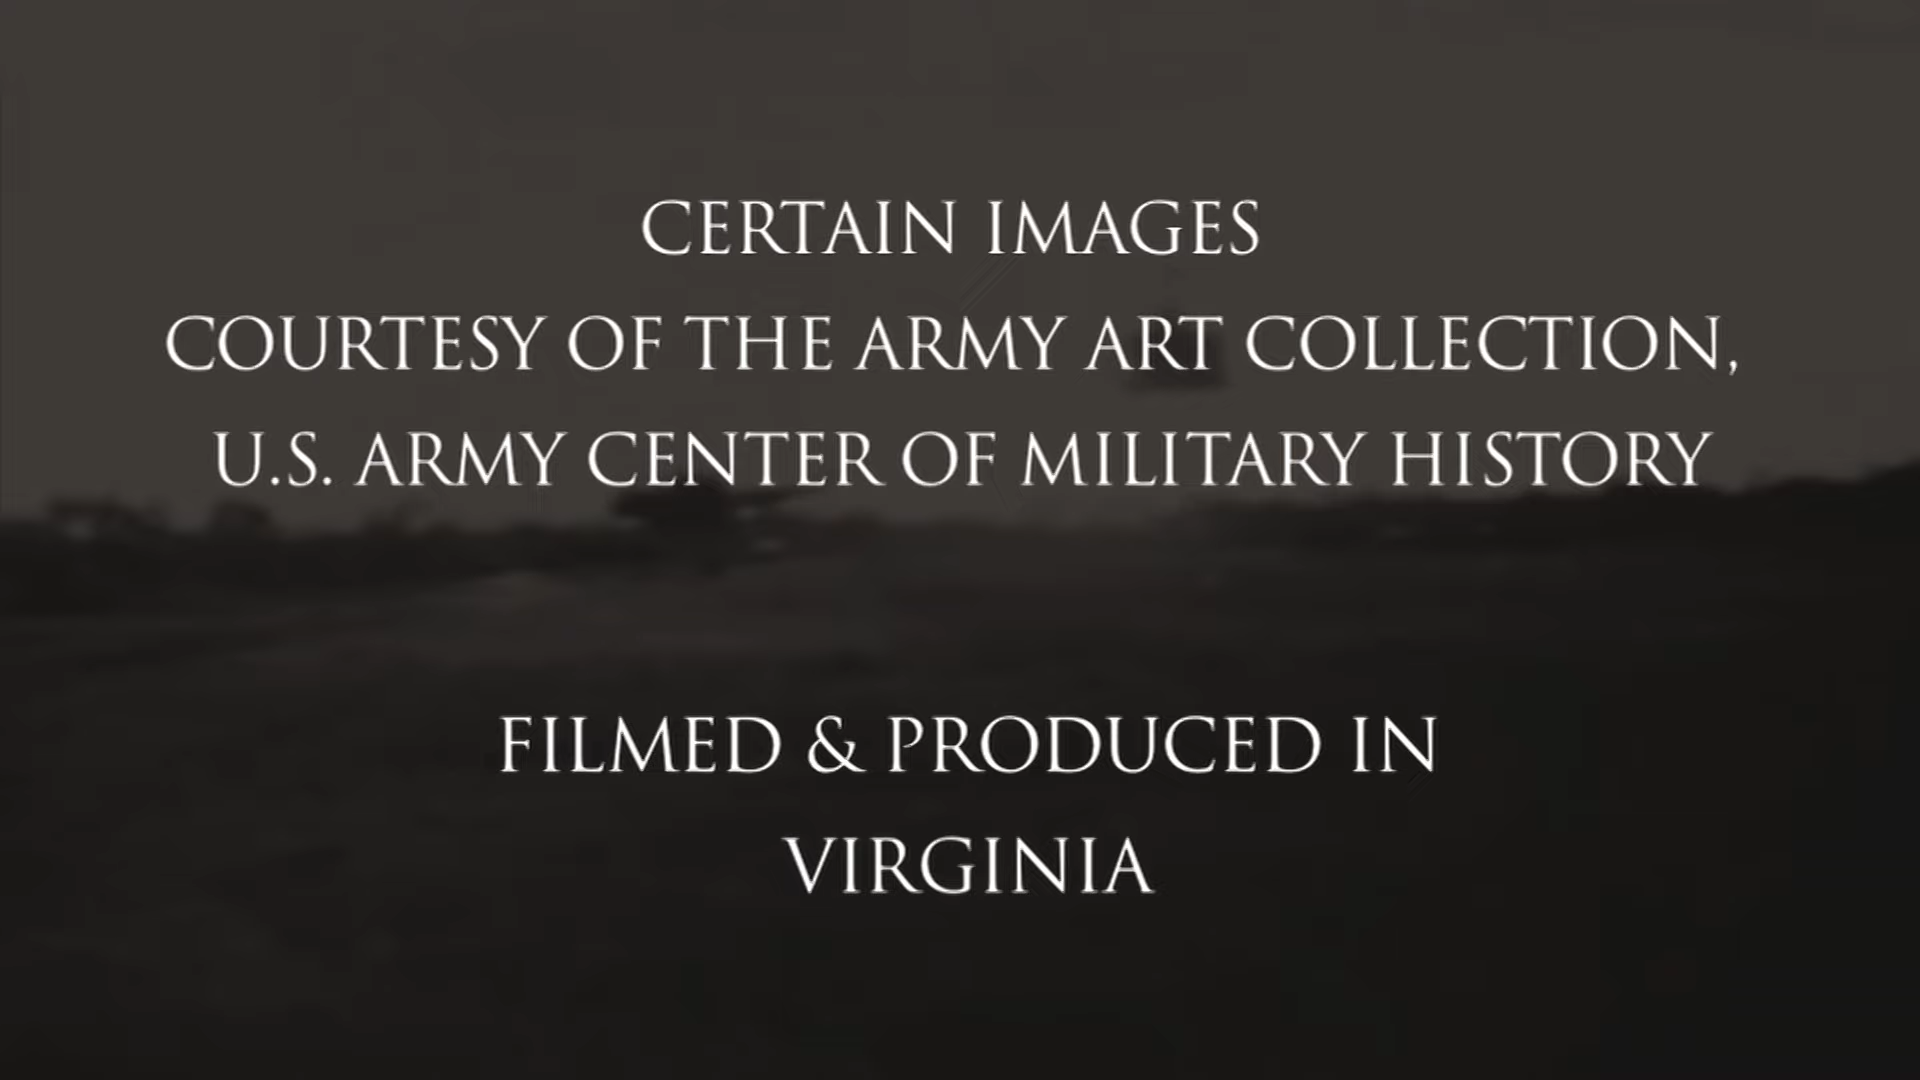 CERTAIN IMAGES
COURTESY OF THE ARMY ART COLLECTION,
U.S. ARMY CENTER OF MILITARY HISTORY
FILMED & PRODUCED IN
VIRGINIA